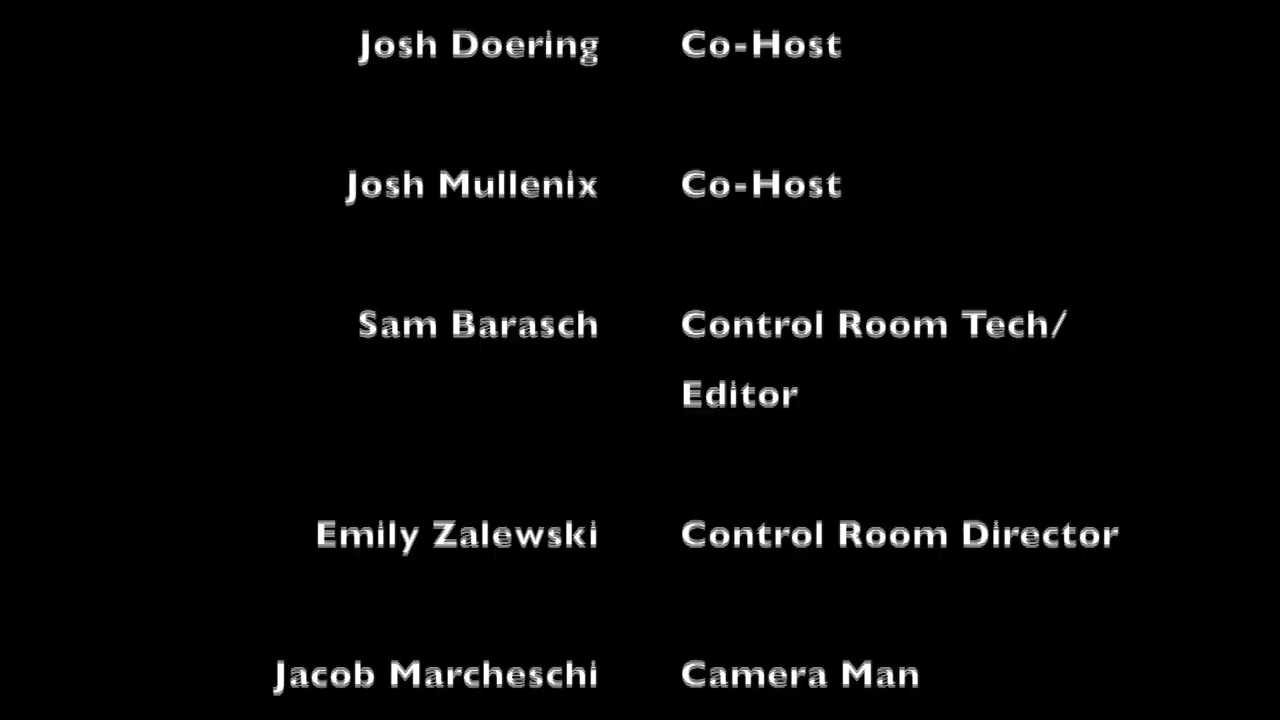 Josh Doering Co-Host
Josh Mullenix Co-Host
Sam Barasch Control Room Tech/
Editor
Emily Zalewski Control Room Director
Jacob Marcheschi Camera Man